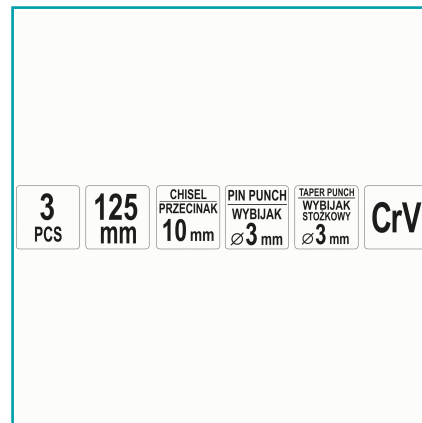 3
PCS
125
mm
CHISEL
PRZECINAK
10 mm
PIN PUNCH
WYBIJAK
⌀3 mm
TAPER PUNCH
WYBIJAK
STOŻKOWY
⌀3 mm
CrV